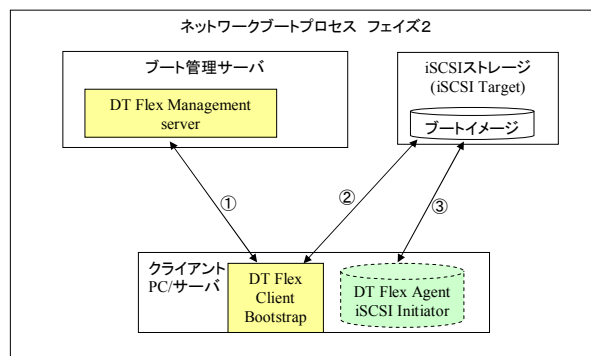 ネットワークブートプロセス フェイズ2
ブート管理サーバ
DT Flex Management
server
iSCSIストレージ
(iSCSI Target)
ブートイメージ
①
②
③
クライアント
PC/サーバ
DT Flex
Client
Bootstrap
DT Flex Agent
iSCSI Initiator